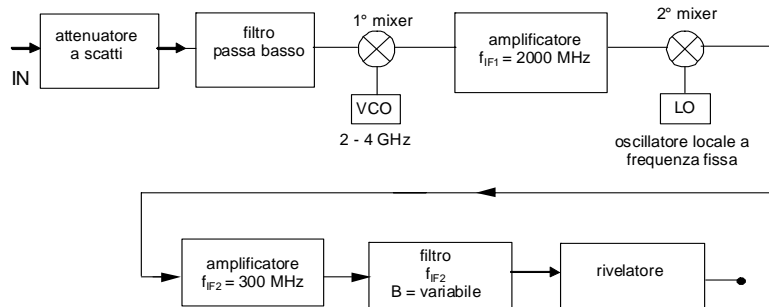 IN
attenuatore
a scatti
filtro
passa basso
1° mixer
VCO
2 - 4 GHz
amplificatore
fIF1 = 2000 MHz
2° mixer
LO
oscillatore locale a
frequenza fissa
amplificatore
fIF2 = 300 MHz
filtro
fIF2
B = variabile
rivelatore